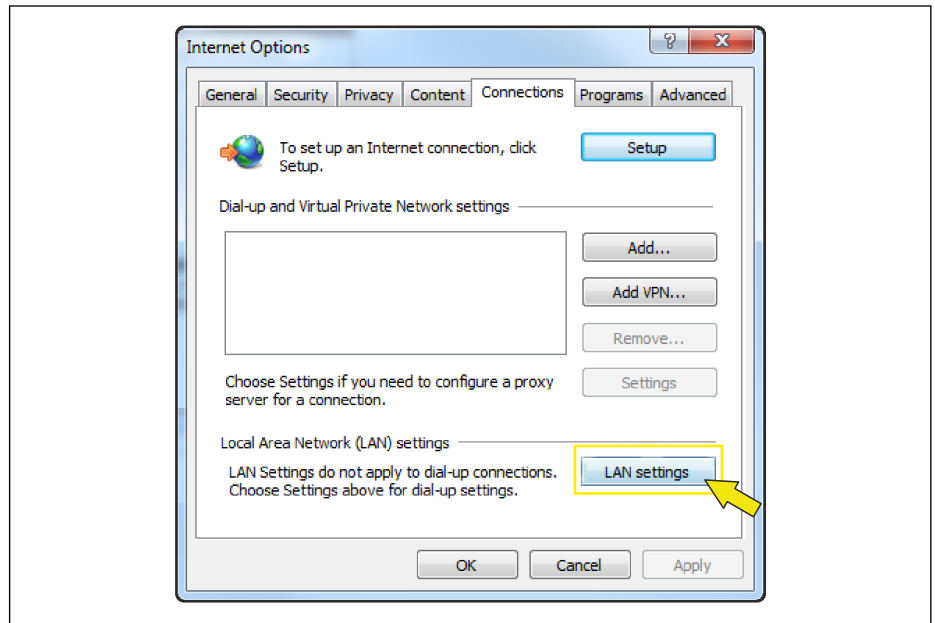 Internet Options
General Security Privacy Content Connections Programs Advanced
To set up an Internet connection, click
Setup.
Setup
Dial-up and Virtual Private Network settings
Add...
Add VPN...
Remove...
Choose Settings if you need to configure a proxy
server for a connection.
Settings
Local Area Network (LAN) settings
LAN Settings do not apply to dial-up connections.
Choose Settings above for dial-up settings.
LAN settings
OK Cancel Apply